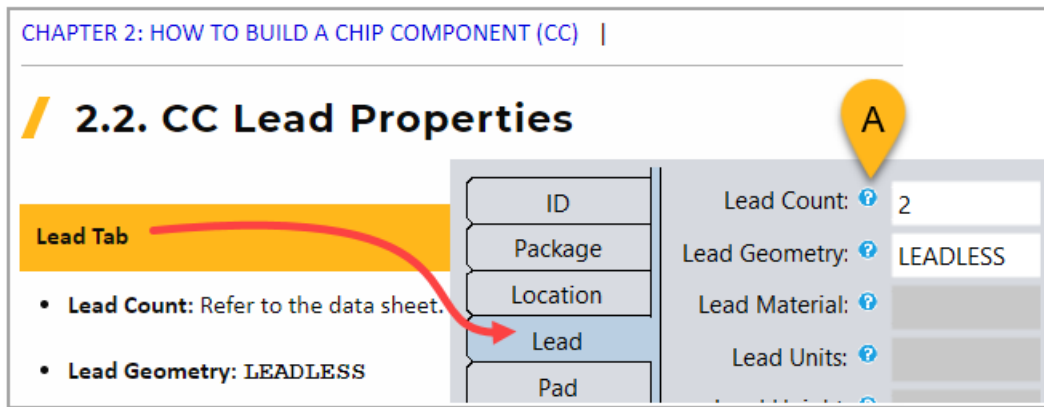 CHAPTER 2: HOW TO BUILD A CHIP COMPONENT (CC) |
2.2. CC Lead Properties
A
Lead Tab
• Lead Count: Refer to the data sheet.
• Lead Geometry: LEADLESS
ID
Package
Location
Lead
Pad
Lead Count: ? 2
Lead Geometry: ? LEADLESS
Lead Material: ?
Lead Units: ?